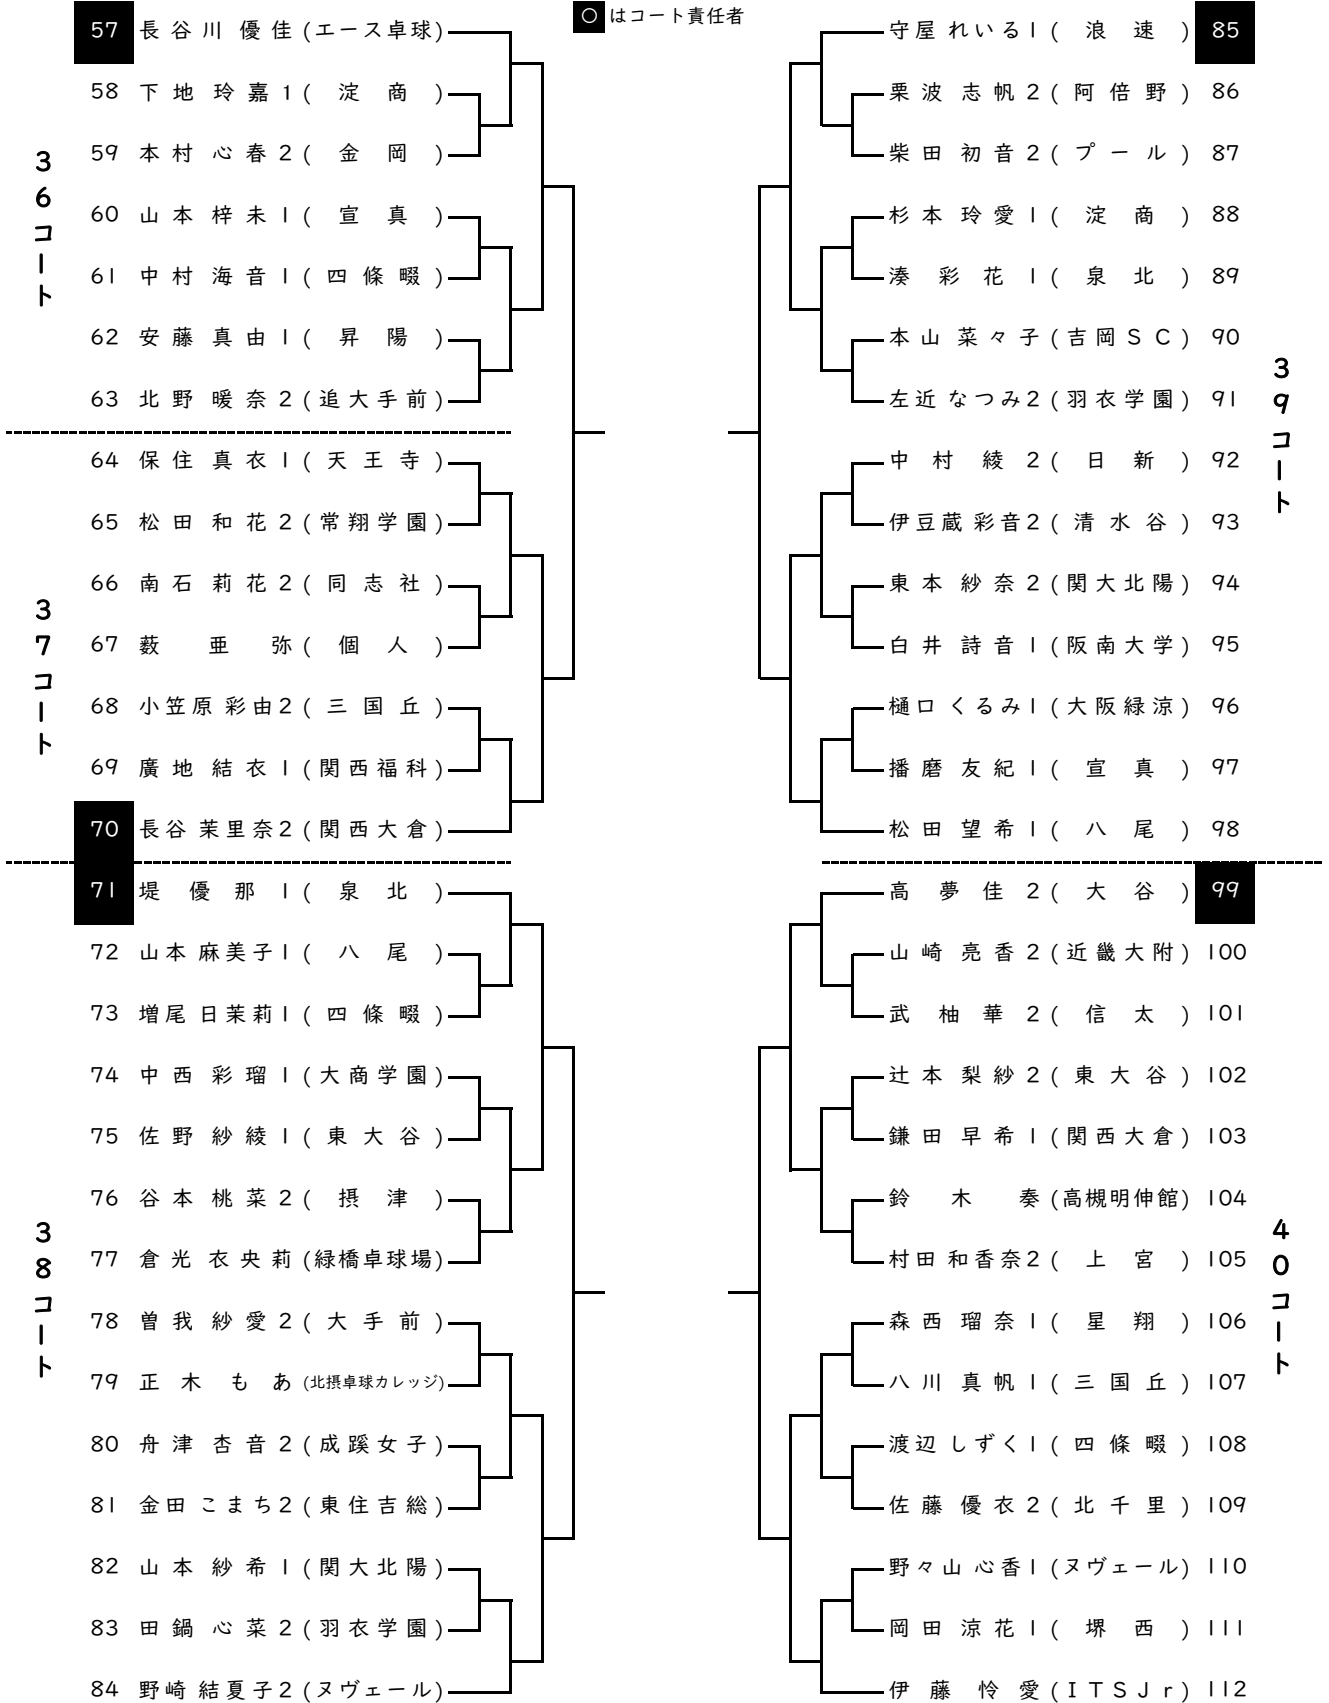 ○ はコート責任者
36コート
57 長谷川 優佳 (エース卓球)
58 下地 玲嘉 1 ( 淀商 )
59 本村 心春 2 ( 金岡 )
60 山本 梓未 1 ( 宣真 )
61 中村 海音 1 ( 四條畷 )
62 安藤 真由 1 ( 昇陽 )
63 北野 暖奈 2 (追大手前)
37コート
64 保住 真衣 1 ( 天王寺 )
65 松田 和花 2 (常翔学園)
66 南石 莉花 2 ( 同志社 )
67 薮 亜弥 ( 個人 )
68 小笠原 彩由 2 ( 三国丘 )
69 廣地 結衣 1 (関西福科)
70 長谷 茉里奈 2 (関西大倉)
38コート
71 堤 優那 1 ( 泉北 )
72 山本 麻美子 1 ( 八尾 )
73 増尾 日茉莉 1 ( 四條畷 )
74 中西 彩瑠 1 (大商学園)
75 佐野 紗綾 1 ( 東大谷 )
76 谷本 桃菜 2 ( 摂津 )
77 倉光 衣央莉 (緑橋卓球場)
78 曽我 紗愛 2 ( 大手前 )
79 正木 もあ (北摂卓球カレッジ)
80 舟津 杏音 2 (成蹊女子)
81 金田 こまち 2 (東住吉総)
82 山本 紗希 1 (関大北陽)
83 田鍋 心菜 2 (羽衣学園)
84 野崎 結夏子 2 (ヌヴェール)
守屋 れいる 1 ( 浪速 ) 85
栗波 志帆 2 ( 阿倍野 ) 86
柴田 初音 2 ( プール ) 87
杉本 玲愛 1 ( 淀商 ) 88
湊 彩花 1 ( 泉北 ) 89
本山 菜々子 (吉岡SC) 90
左近 なつみ 2 (羽衣学園) 91
中村 綾 2 ( 日新 ) 92
伊豆蔵 彩音 2 ( 清水谷 ) 93
東本 紗奈 2 (関大北陽) 94
白井 詩音 1 (阪南大学) 95
樋口 くるみ 1 (大阪緑涼) 96
播磨 友紀 1 ( 宣真 ) 97
松田 望希 1 ( 八尾 ) 98
39コート
高 夢佳 2 ( 大谷 ) 99
山崎 亮香 2 (近畿大附) 100
武 柚華 2 ( 信太 ) 101
辻本 梨紗 2 ( 東大谷 ) 102
鎌田 早希 1 (関西大倉) 103
鈴木 奏 (高槻明伸館) 104
村田 和香奈 2 ( 上宮 ) 105
森西 瑠奈 1 ( 星翔 ) 106
八川 真帆 1 ( 三国丘 ) 107
渡辺 しずく 1 ( 四條畷 ) 108
佐藤 優衣 2 ( 北千里 ) 109
野々山 心香 1 (ヌヴェール) 110
岡田 涼花 1 ( 堺西 ) 111
伊藤 怜愛 (ITSJr) 112
40コート